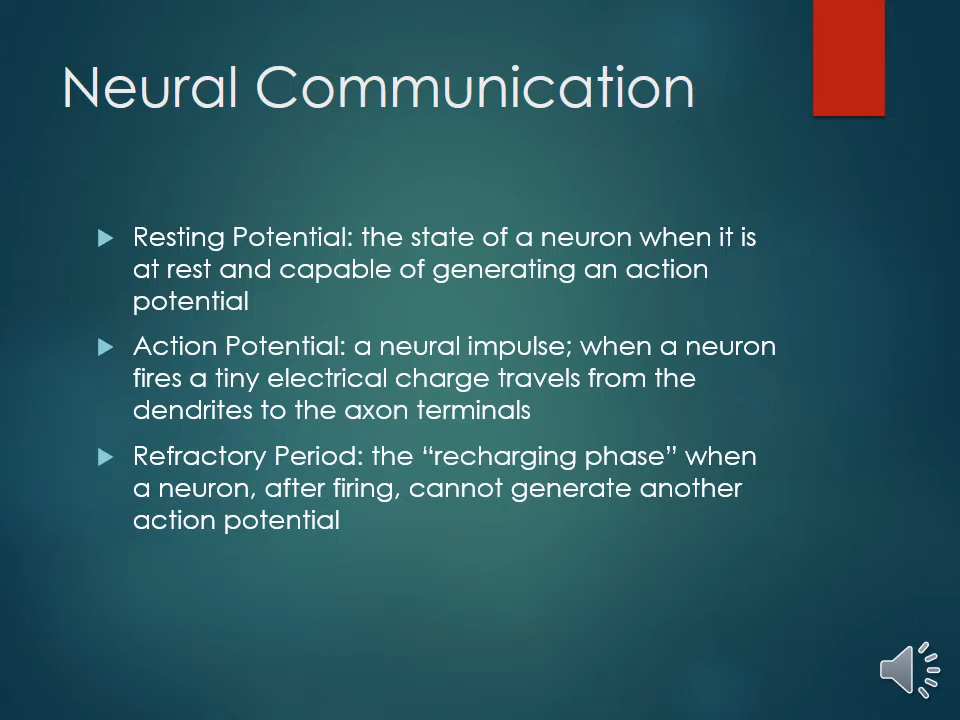 Neural Communication
Resting Potential: the state of a neuron when it is
at rest and capable of generating an action
potential
Action Potential: a neural impulse; when a neuron
fires a tiny electrical charge travels from the
dendrites to the axon terminals
Refractory Period: the “recharging phase” when
a neuron, after firing, cannot generate another
action potential